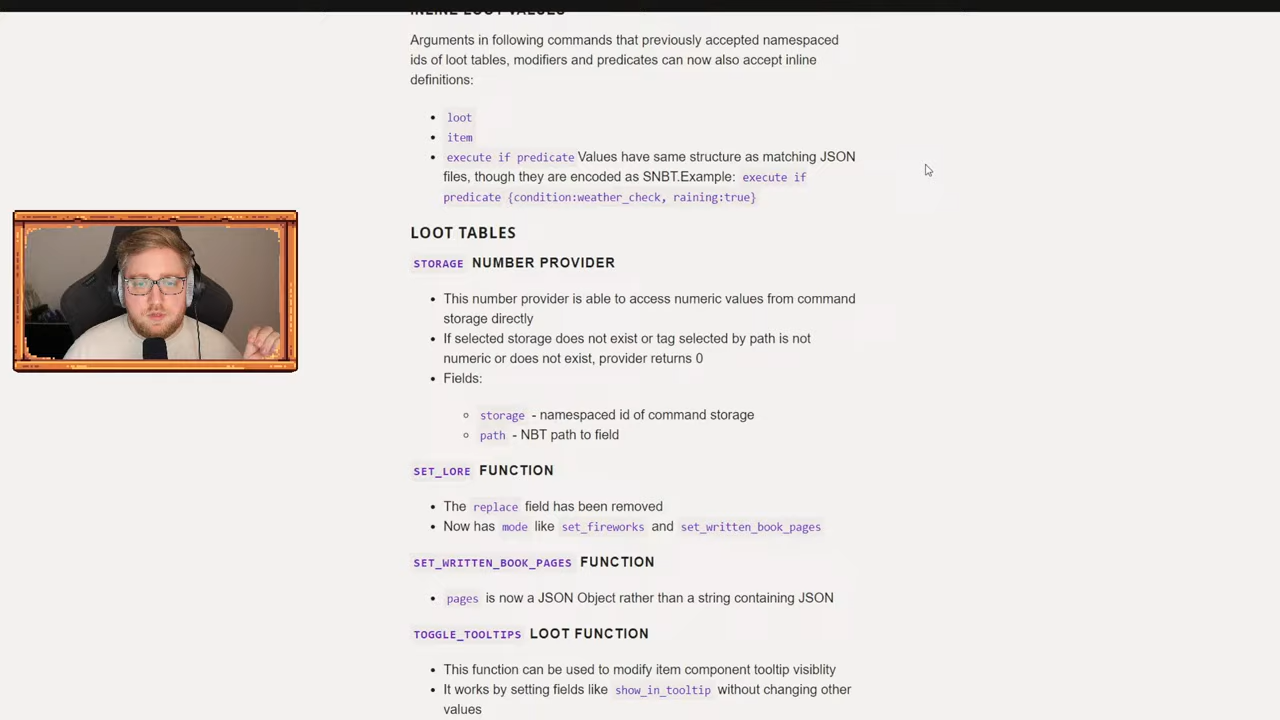 INLINE LOOT VALUES
Arguments in following commands that previously accepted namespaced
ids of loot tables, modifiers and predicates can now also accept inline
definitions:
• loot
• item
• execute if predicate Values have same structure as matching JSON
files, though they are encoded as SNBT.Example: execute if
predicate {condition:weather_check, raining:true}
LOOT TABLES
STORAGE NUMBER PROVIDER
• This number provider is able to access numeric values from command
storage directly
• If selected storage does not exist or tag selected by path is not
numeric or does not exist, provider returns 0
• Fields:
◦ storage - namespaced id of command storage
◦ path - NBT path to field
SET_LORE FUNCTION
• The replace field has been removed
• Now has mode like set_fireworks and set_written_book_pages
SET_WRITTEN_BOOK_PAGES FUNCTION
• pages is now a JSON Object rather than a string containing JSON
TOGGLE_TOOLTIPS LOOT FUNCTION
• This function can be used to modify item component tooltip visiblity
• It works by setting fields like show_in_tooltip without changing other
values